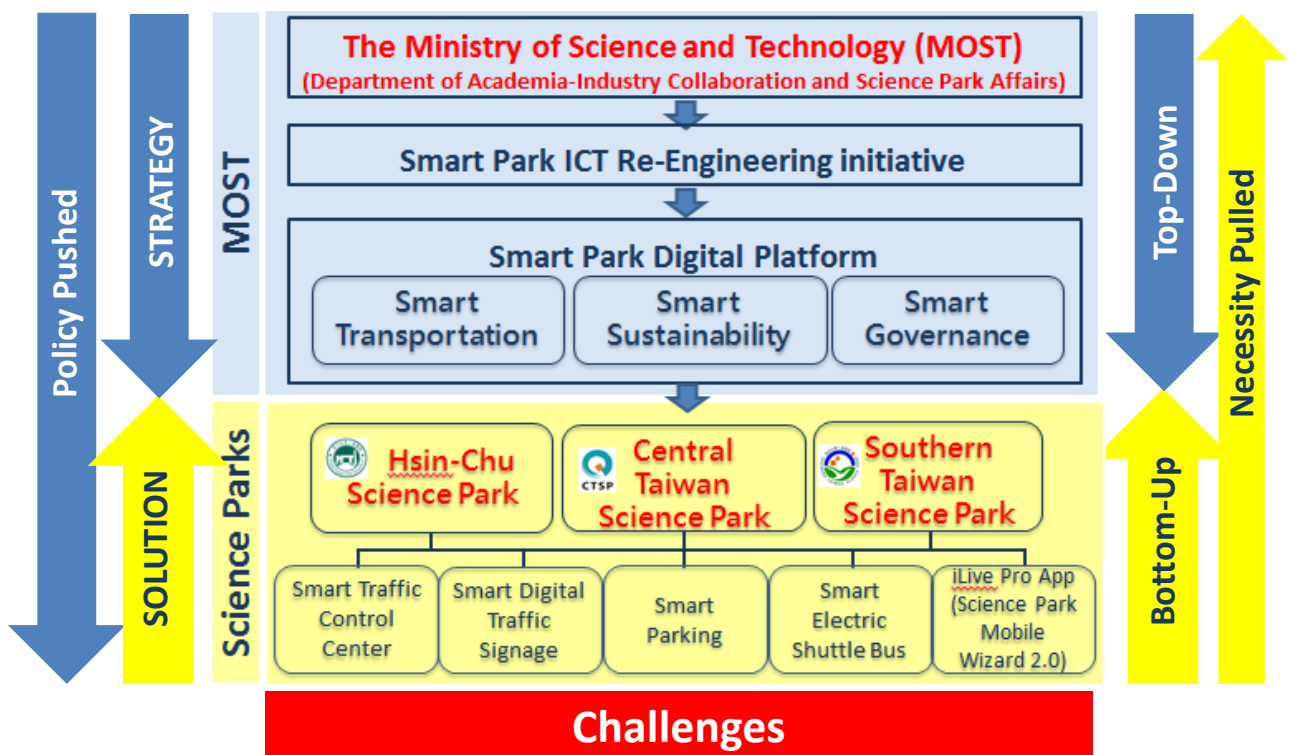 Policy Pushed
STRATEGY
SOLUTION
MOST
Science Parks
The Ministry of Science and Technology (MOST)
(Department of Academia-Industry Collaboration and Science Park Affairs)
Smart Park ICT Re-Engineering initiative
Smart Park Digital Platform
Smart
Transportation
Smart
Sustainability
Smart
Governance
Hsin-Chu
Science Park
CTSP
Central
Taiwan
Science Park
Southern
Taiwan
Science Park
Smart Traffic
Control
Center
Smart Digital
Traffic
Signage
Smart
Parking
Smart
Electric
Shuttle Bus
iLive Pro App
(Science Park
Mobile
Wizard 2.0)
Top-Down
Bottom-Up
Necessity Pulled
Challenges